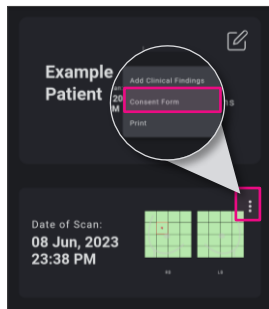 Example
Patient
Add Clinical Findings
Consent Form
Print
Date of Scan:
08 Jun, 2023
23:38 PM